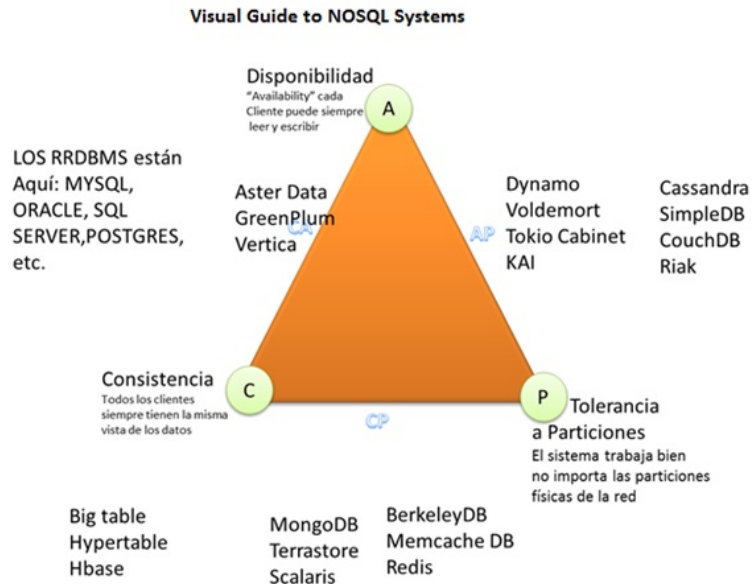 Visual Guide to NOSQL Systems
Disponibilidad
"Availability" cada
Cliente puede siempre
leer y escribir
A
LOS RRDBMS están
Aquí: MYSQL,
ORACLE, SQL
SERVER,POSTGRES,
etc.
Aster Data
GreenPlum
Vertica
CA
AP
Dynamo
Voldemort
Tokio Cabinet
KAI
Cassandra
SimpleDB
CouchDB
Riak
Consistencia
Todos los clientes
siempre tienen la misma
vista de los datos
C
CP
P
Tolerancia
a Particiones
El sistema trabaja bien
no importa las particiones
físicas de la red
Big table
Hypertable
Hbase
MongoDB
Terrastore
Scalaris
BerkeleyDB
Memcache DB
Redis